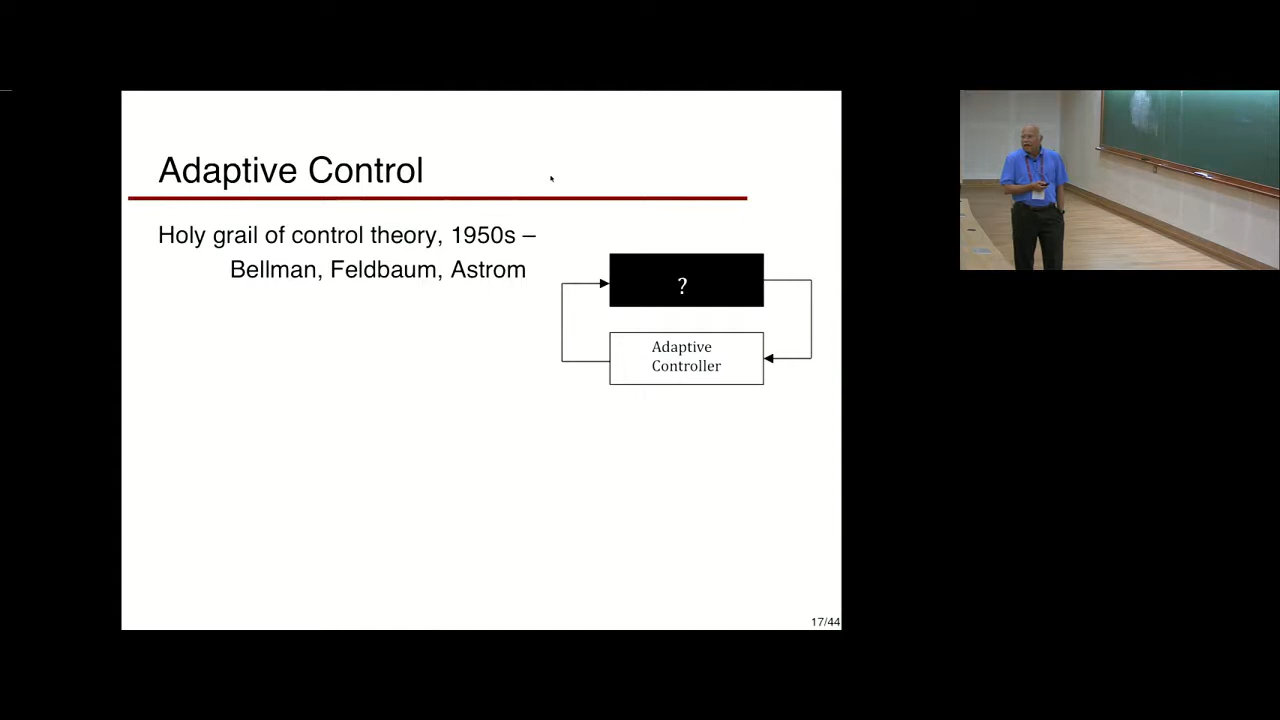 Adaptive Control
Holy grail of control theory, 1950s –
Bellman, Feldbaum, Astrom
?
Adaptive
Controller
17/44